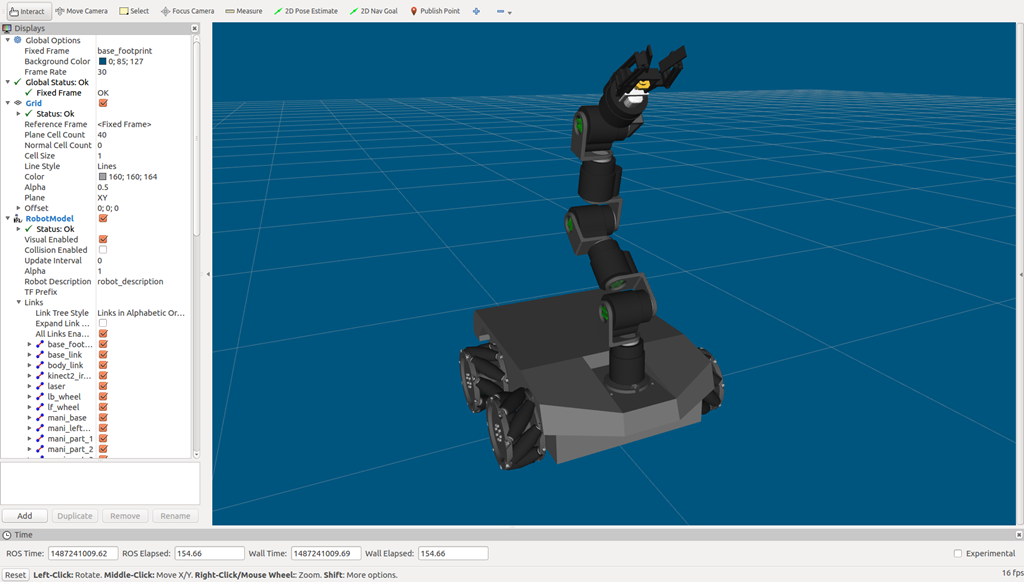 Interact Move Camera Select Focus Camera Measure 2D Pose Estimate 2D Nav Goal Publish Point
Displays
Global Options
Fixed Frame base_footprint
Background Color 0; 85; 127
Frame Rate 30
Global Status: Ok
Fixed Frame OK
Grid
Status: Ok
Reference Frame <Fixed Frame>
Plane Cell Count 40
Normal Cell Count 0
Cell Size 1
Line Style Lines
Color 160; 160; 164
Alpha 0.5
Plane XY
Offset 0; 0; 0
RobotModel
Status: Ok
Visual Enabled
Collision Enabled
Update Interval 0
Alpha 1
Robot Description robot_description
TF Prefix
Links
Link Tree Style Links in Alphabetic Or...
Expand Link ...
All Links Ena...
base_foot...
base_link
body_link
kinect2_ir...
laser
lb_wheel
lf_wheel
mani_base
mani_left...
mani_part_1
mani_part_2
Add Duplicate Remove Rename
Time
ROS Time: 1487241009.62 ROS Elapsed: 154.66 Wall Time: 1487241009.69 Wall Elapsed: 154.66 Experimental
Reset Left-Click: Rotate. Middle-Click: Move X/Y. Right-Click/Mouse Wheel:: Zoom. Shift: More options. 16 fps